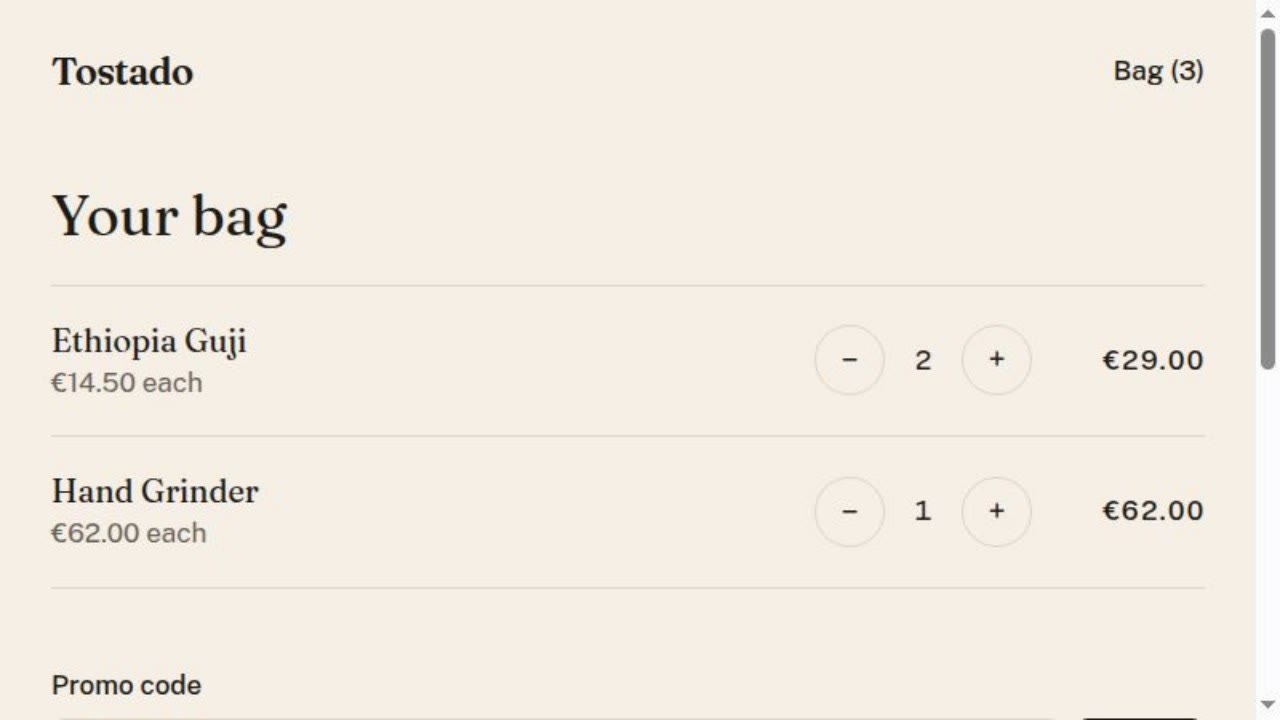 Tostado
Bag (3)
Your bag
Ethiopia Guji
€14.50 each
− 2 + €29.00
Hand Grinder
€62.00 each
− 1 + €62.00
Promo code